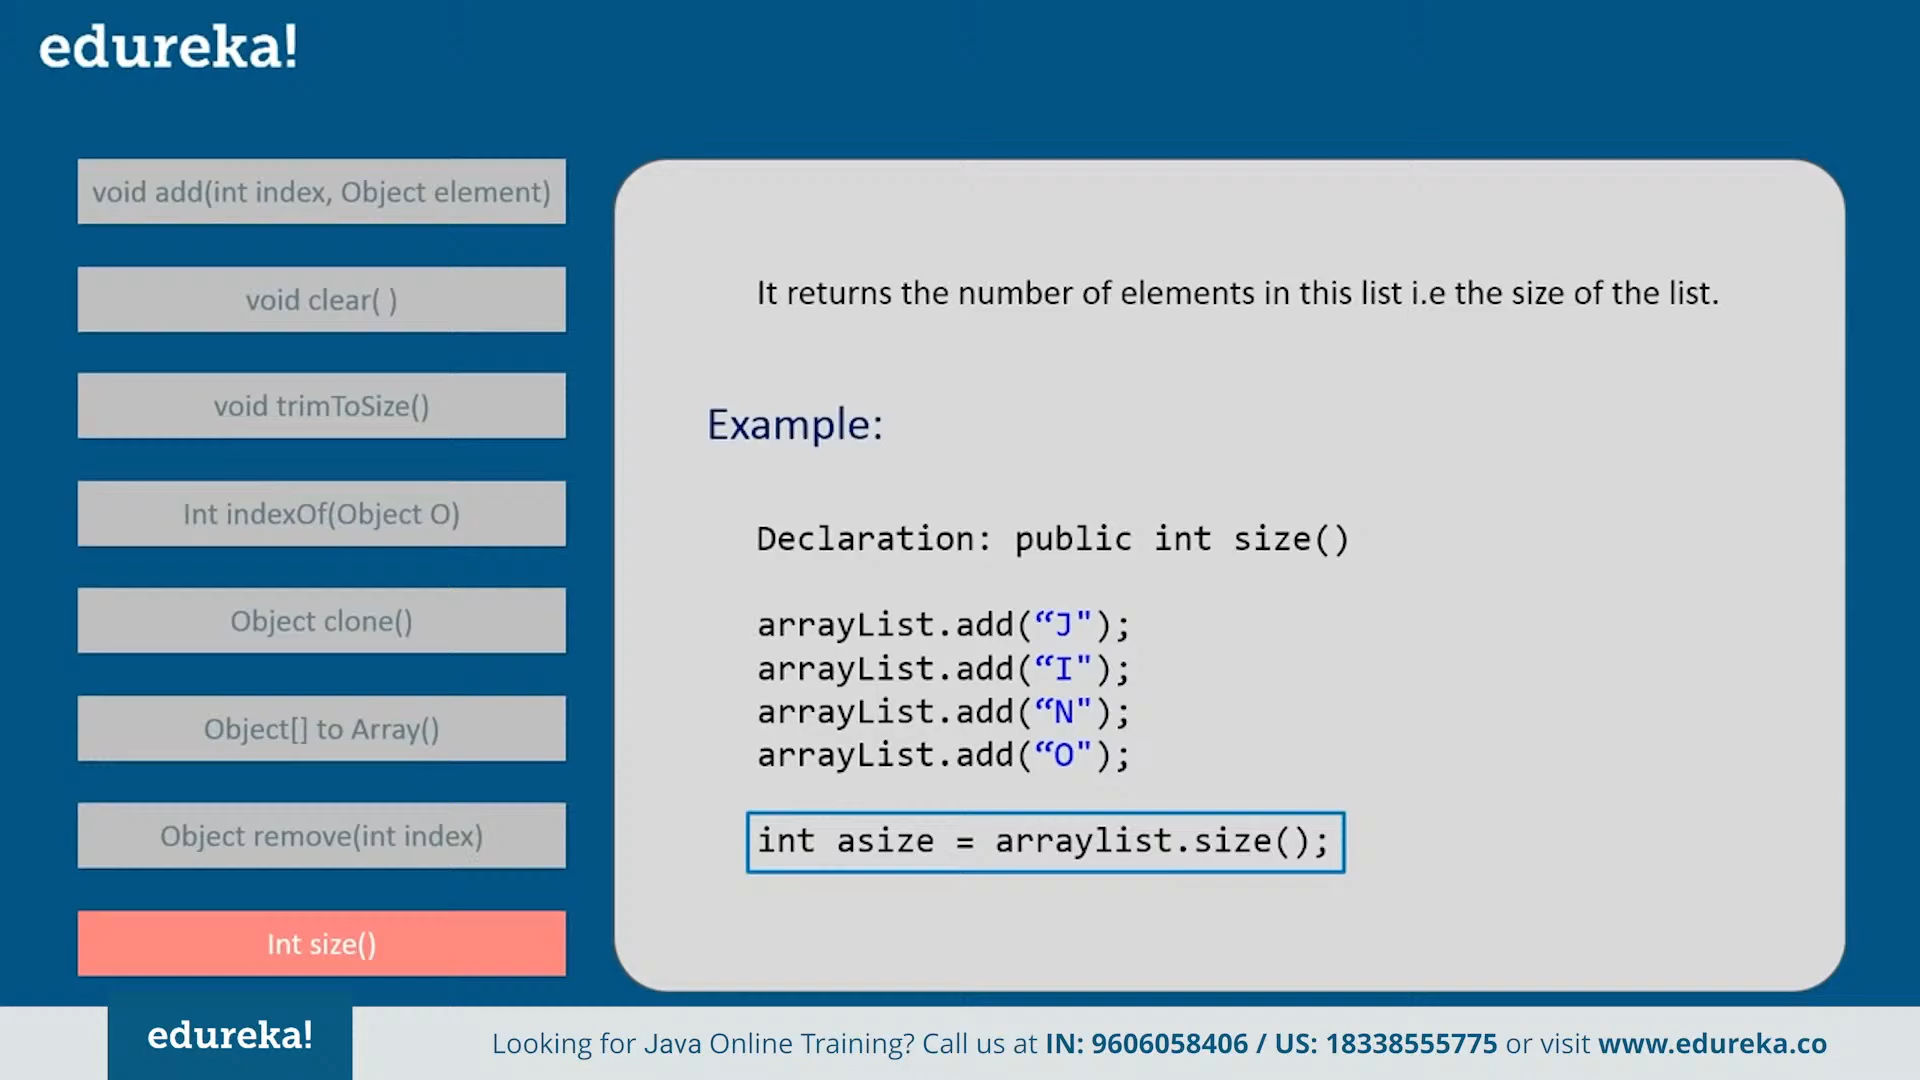 edureka!
void add(int index, Object element)
void clear( )
void trimToSize()
Int indexOf(Object O)
Object clone()
Object[] to Array()
Object remove(int index)
Int size()
It returns the number of elements in this list i.e the size of the list.
Example:
Declaration: public int size()
arrayList.add(“J");
arrayList.add(“I");
arrayList.add(“N");
arrayList.add(“O");
int asize = arraylist.size();
edureka!
Looking for Java Online Training? Call us at IN: 9606058406 / US: 18338555775 or visit www.edureka.co